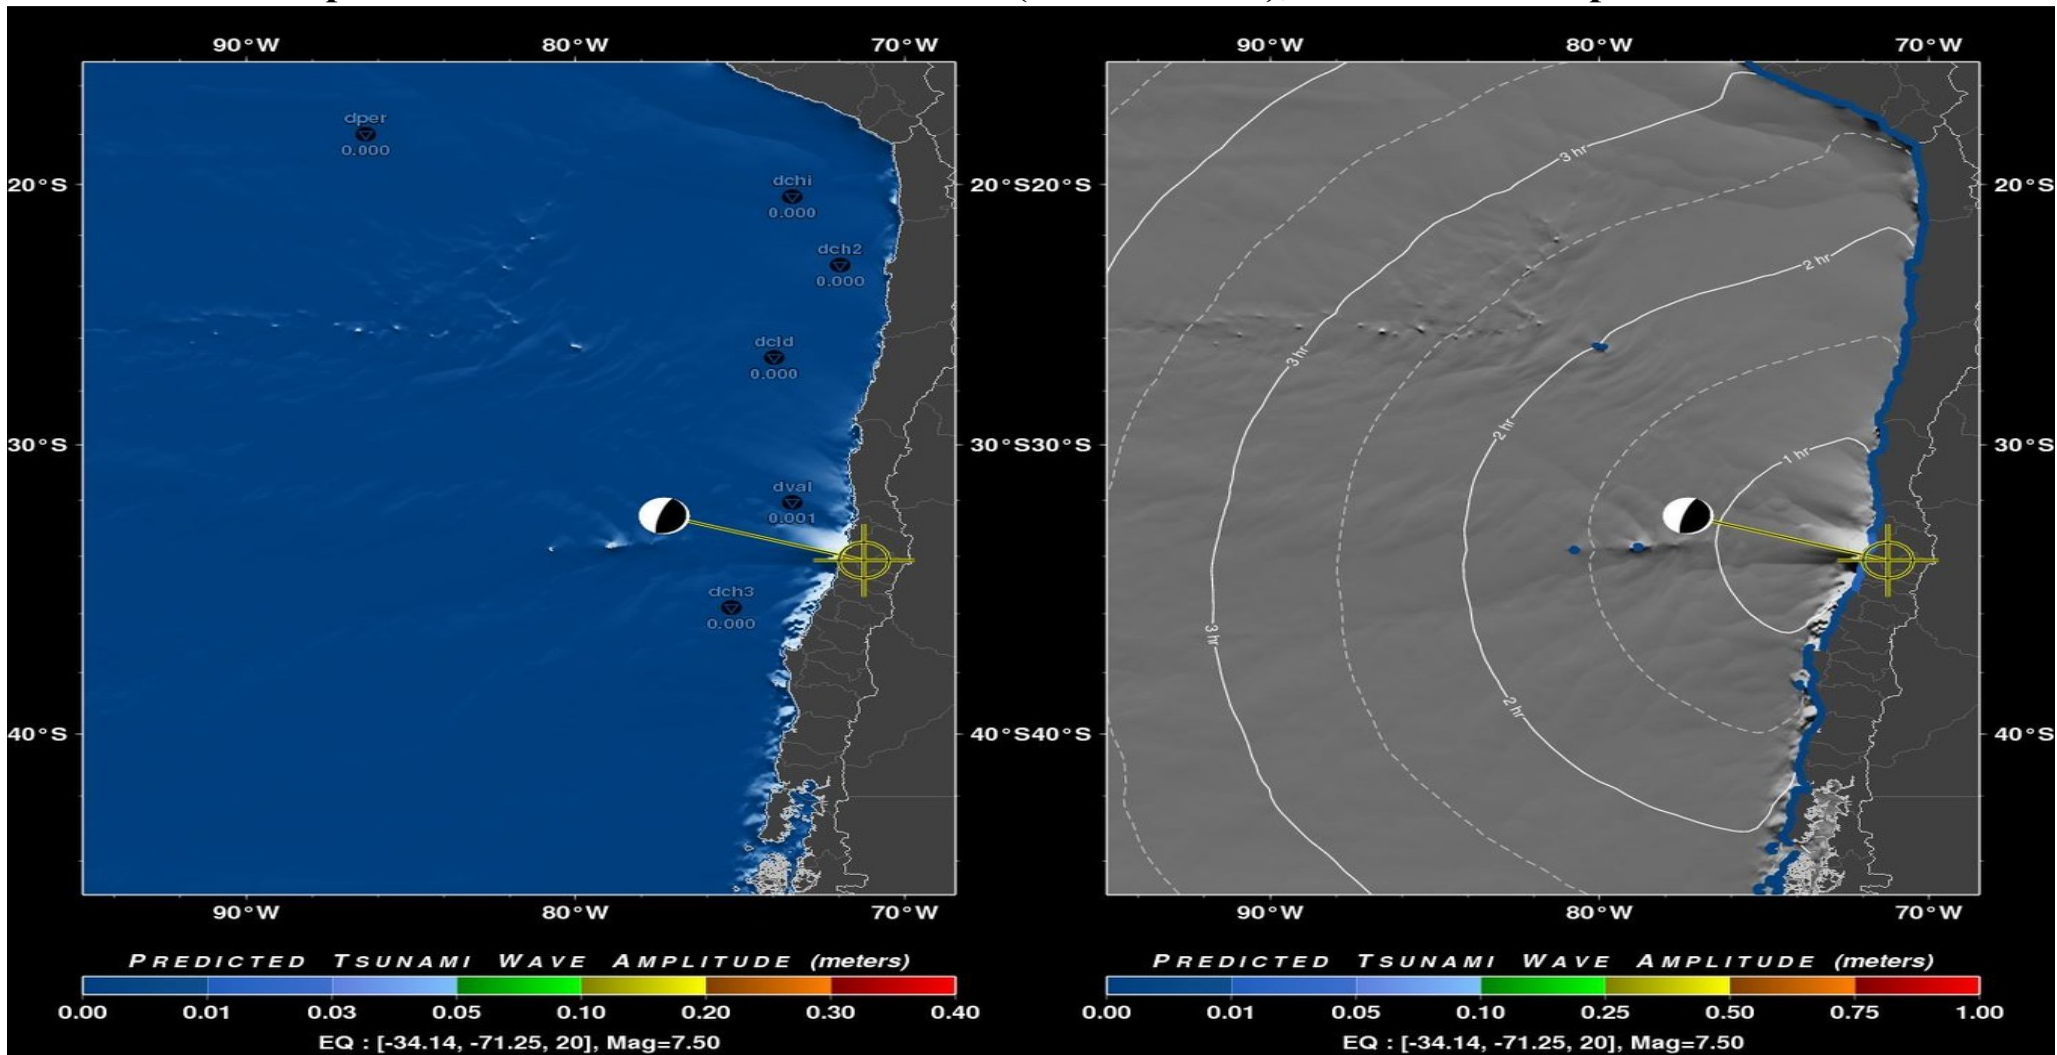 90°W 80°W 70°W
dper
0.000
20°S
dchi
0.000
dch2
0.000
dcld
0.000
30°S
dval
0.001
dch3
0.000
40°S
90°W 80°W 70°W
PREDICTED TSUNAMI WAVE AMPLITUDE (meters)
0.00 0.01 0.03 0.05 0.10 0.20 0.30 0.40
EQ : [-34.14, -71.25, 20], Mag=7.50
90°W 80°W 70°W
3 hr
20°S20°S
20°S
2 hr
3 hr
2 hr
30°S30°S
30°S
1 hr
3 hr
2 hr
40°S40°S
40°S
90°W 80°W 70°W
PREDICTED TSUNAMI WAVE AMPLITUDE (meters)
0.00 0.01 0.05 0.10 0.25 0.50 0.75 1.00
EQ : [-34.14, -71.25, 20], Mag=7.50